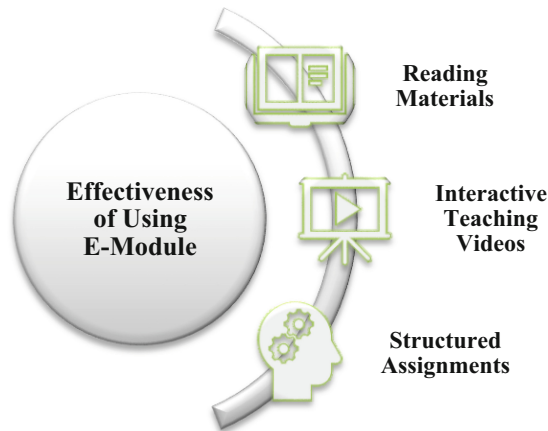 Effectiveness
of Using
E-Module
Reading
Materials
Interactive
Teaching
Videos
Structured
Assignments